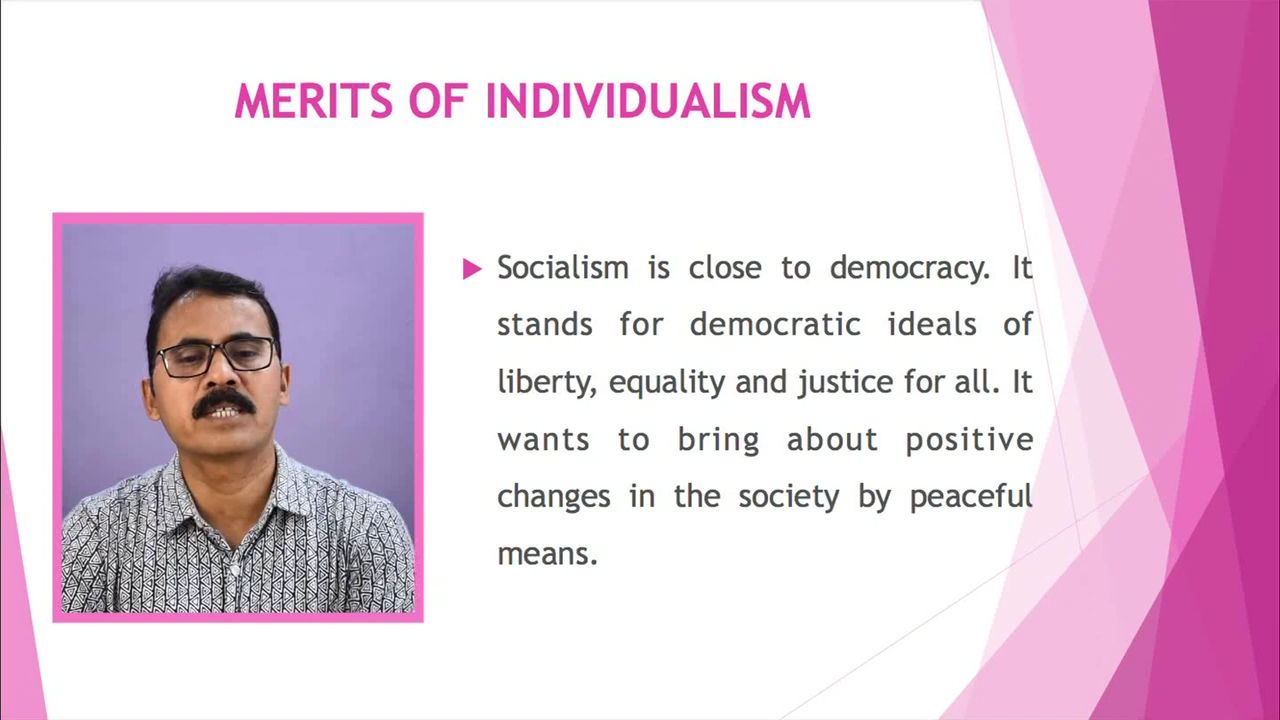 MERITS OF INDIVIDUALISM
Socialism is close to democracy. It
stands for democratic ideals of
liberty, equality and justice for all. It
wants to bring about positive
changes in the society by peaceful
means.